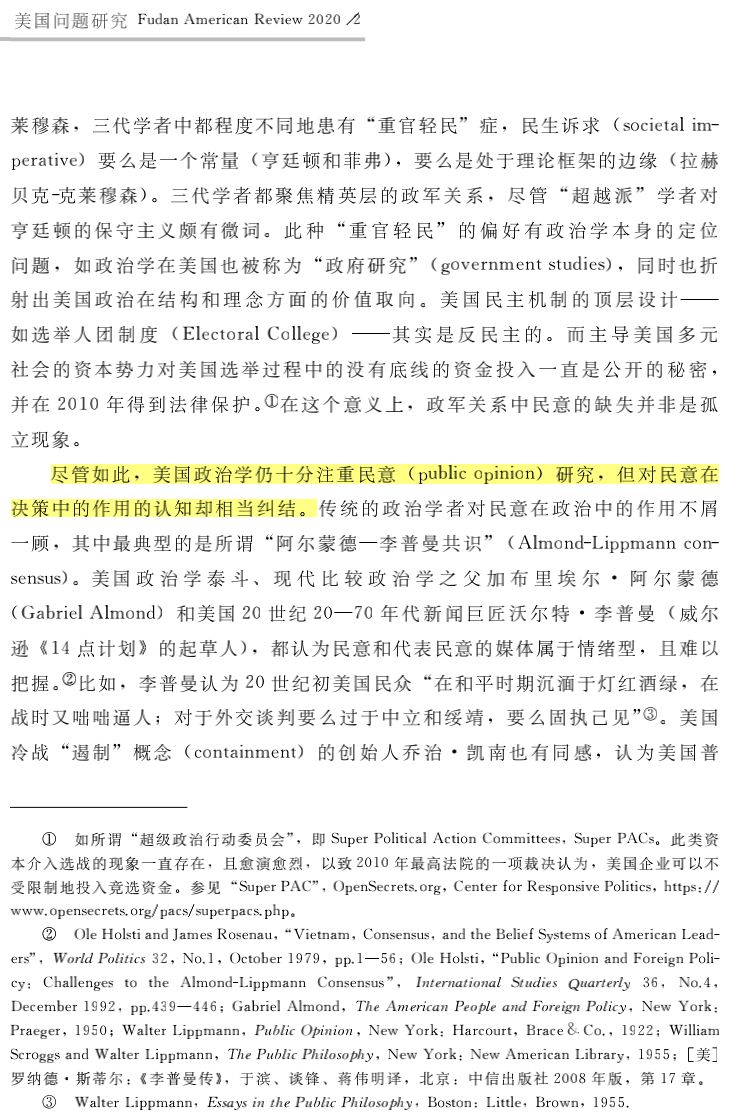 美国问题研究 Fudan American Review 2020 /2
莱穆森，三代学者中都程度不同地患有“重官轻民”症，民生诉求（societal im-
perative）要么是一个常量（亨廷顿和菲弗），要么是处于理论框架的边缘（拉赫
贝克-克莱穆森）。三代学者都聚焦精英层的政军关系，尽管“超越派”学者对
亨廷顿的保守主义颇有微词。此种“重官轻民”的偏好有政治学本身的定位
问题，如政治学在美国也被称为“政府研究”（government studies），同时也折
射出美国政治在结构和理念方面的价值取向。美国民主机制的顶层设计——
如选举人团制度（Electoral College）——其实是反民主的。而主导美国多元
社会的资本势力对美国选举过程中的没有底线的资金投入一直是公开的秘密，
并在 2010 年得到法律保护。①在这个意义上，政军关系中民意的缺失并非是孤
立现象。
尽管如此，美国政治学仍十分注重民意（public opinion）研究，但对民意在
决策中的作用的认知却相当纠结。传统的政治学者对民意在政治中的作用不屑
一顾，其中最典型的是所谓“阿尔蒙德—李普曼共识”（Almond-Lippmann con-
sensus）。美国政治学泰斗、现代比较政治学之父加布里埃尔·阿尔蒙德
（Gabriel Almond）和美国 20 世纪 20—70 年代新闻巨匠沃尔特·李普曼（威尔
逊《14 点计划》的起草人），都认为民意和代表民意的媒体属于情绪型，且难以
把握。②比如，李普曼认为 20 世纪初美国民众“在和平时期沉湎于灯红酒绿，在
战时又咄咄逼人；对于外交谈判要么过于中立和绥靖，要么固执己见”③。美国
冷战“遏制”概念（containment）的创始人乔治·凯南也有同感，认为美国普
① 如所谓“超级政治行动委员会”，即 Super Political Action Committees, Super PACs。此类资
本介入选战的现象一直存在，且愈演愈烈，以致 2010 年最高法院的一项裁决认为，美国企业可以不
受限制地投入竞选资金。参见“Super PAC”, OpenSecrets.org, Center for Responsive Politics, https://
www.opensecrets.org/pacs/superpacs.php。
② Ole Holsti and James Rosenau, “Vietnam, Consensus, and the Belief Systems of American Lead-
ers”, World Politics 32, No.1, October 1979, pp.1—56; Ole Holsti, “Public Opinion and Foreign Poli-
cy: Challenges to the Almond-Lippmann Consensus”, International Studies Quarterly 36, No.4,
December 1992, pp.439—446; Gabriel Almond, The American People and Foreign Policy, New York:
Praeger, 1950; Walter Lippmann, Public Opinion, New York: Harcourt, Brace & Co., 1922; William
Scroggs and Walter Lippmann, The Public Philosophy, New York: New American Library, 1955; [美]
罗纳德·斯蒂尔：《李普曼传》，于滨、谈锋、蒋伟明译，北京：中信出版社 2008 年版，第 17 章。
③ Walter Lippmann, Essays in the Public Philosophy, Boston: Little, Brown, 1955.